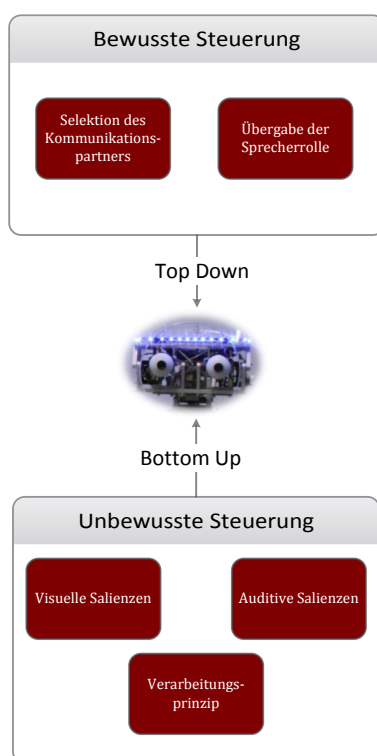 Bewusste Steuerung
Selektion des
Kommunikations-
partners
Übergabe der
Sprecherrolle
Top Down
Bottom Up
Unbewusste Steuerung
Visuelle Salienzen
Auditive Salienzen
Verarbeitungs-
prinzip